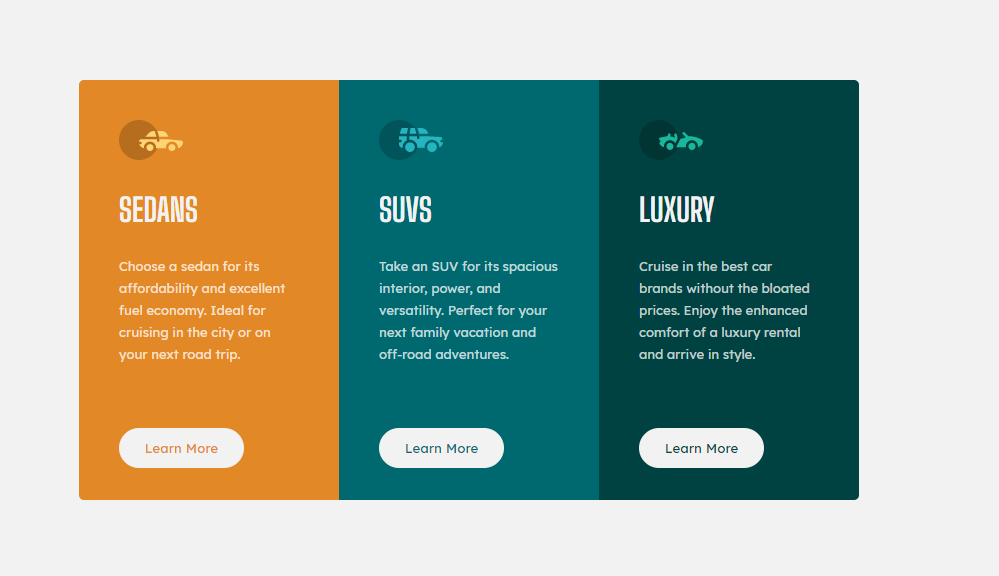 SEDANS
Choose a sedan for its
affordability and excellent
fuel economy. Ideal for
cruising in the city or on
your next road trip.
Learn More
SUVS
Take an SUV for its spacious
interior, power, and
versatility. Perfect for your
next family vacation and
off-road adventures.
Learn More
LUXURY
Cruise in the best car
brands without the bloated
prices. Enjoy the enhanced
comfort of a luxury rental
and arrive in style.
Learn More